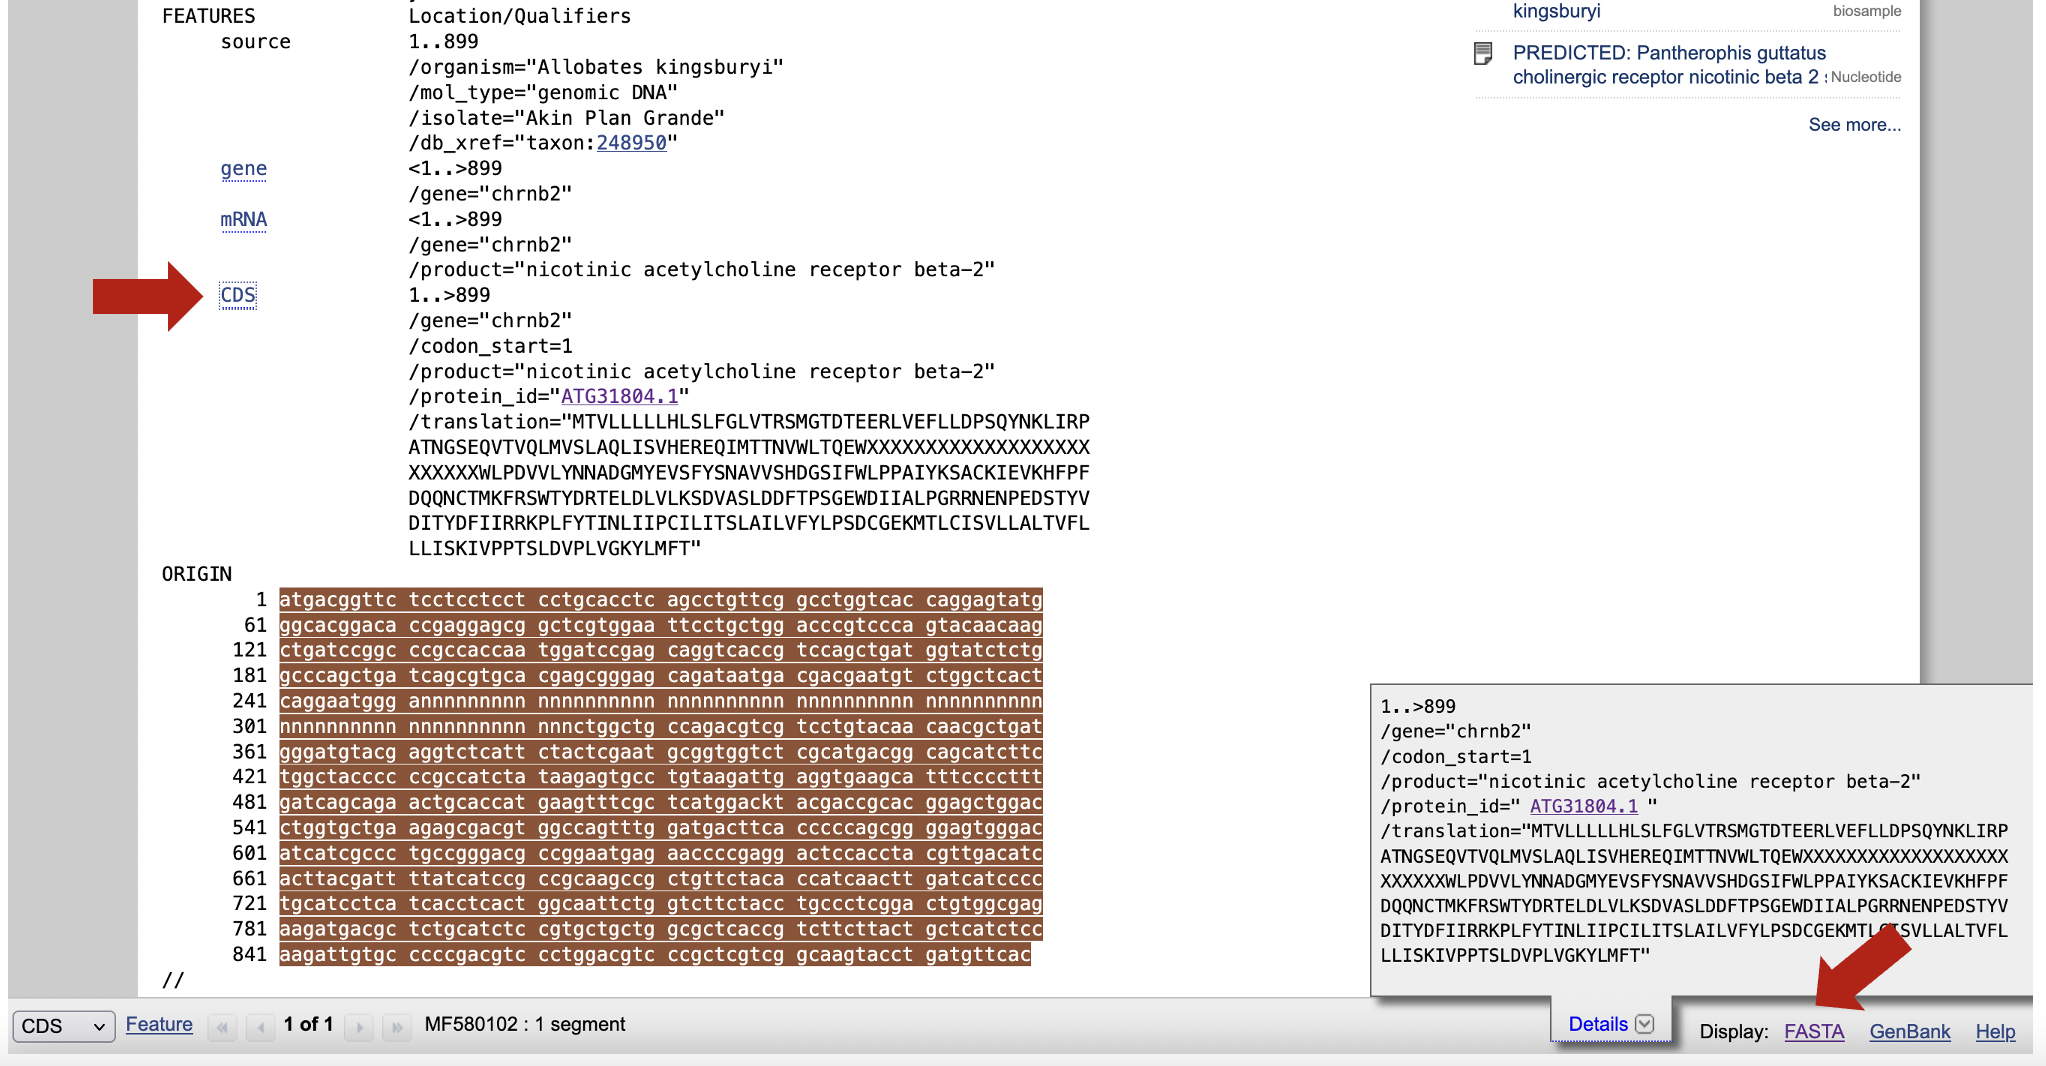 FEATURES Location/Qualifiers
source 1..899
/organism="Allobates kingsburyi"
/mol_type="genomic DNA"
/isolate="Akin Plan Grande"
/db_xref="taxon:248950"
gene <1..>899
/gene="chrnb2"
mRNA <1..>899
/gene="chrnb2"
/product="nicotinic acetylcholine receptor beta-2"
CDS 1..>899
/gene="chrnb2"
/codon_start=1
/product="nicotinic acetylcholine receptor beta-2"
/protein_id="ATG31804.1"
/translation="MTVLLLLLHLSLFGLVTRSMGTDTEERLVEFLLDPSQYNKLIRP
ATNGSEQVTVQLMVSLAQLISVHEREQIMTTNVWLTQEWXXXXXXXXXXXXXXXXXXX
XXXXXXWLPDVVLYNNADGMYEVSFYSNAVVSHDGSIFWLPPAIYKSACKIEVKHFPF
DQQNCTMKFRSWTYDRTELDLVLKSDVASLDDFTPSGEWDIIALPGRRNENPEDSTYV
DITYDFIIRRKPLFYTINLIIPCILITSLAILVFYLPSDCGEKMTLCISVLLALTVFL
LLISKIVPPTSLDVPLVGKYLMFT"
ORIGIN
1 atgacggttc tcctcctcct cctgcacctc agcctgttcg gcctggtcac caggagtatg
61 ggcacggaca ccgaggagcg gctcgtggaa ttcctgctgg acccgtccca gtacaacaag
121 ctgatccggc ccgccaccaa tggatccgag caggtcaccg tccagctgat ggtatctctg
181 gcccagctga tcagcgtgca cgagcgggag cagataatga cgacgaatgt ctggctcact
241 caggaatggg annnnnnnnn nnnnnnnnnn nnnnnnnnnn nnnnnnnnnn nnnnnnnnnn
301 nnnnnnnnnn nnnnnnnnnn nnnctggctg ccagacgtcg tcctgtacaa caacgctgat
361 gggatgtacg aggtctcatt ctactcgaat gcggtggtct cgcatgacgg cagcatcttc
421 tggctacccc ccgccatcta taagagtgcc tgtaagattg aggtgaagca tttccccttt
481 gatcagcaga actgcaccat gaagtttcgc tcatggackt acgaccgcac ggagctggac
541 ctggtgctga agagcgacgt ggccagtttg gatgacttca cccccagcgg ggagtgggac
601 atcatcgccc tgccgggacg ccggaatgag aaccccgagg actccaccta cgttgacatc
661 acttacgatt ttatcatccg ccgcaagccg ctgttctaca ccatcaactt gatcatcccc
721 tgcatcctca tcacctcact ggcaattctg gtcttctacc tgccctcgga ctgtggcgag
781 aagatgacgc tctgcatctc cgtgctgctg gcgctcaccg tcttcttact gctcatctcc
841 aagattgtgc ccccgacgtc cctggacgtc ccgctcgtcg gcaagtacct gatgttcac
//
kingsburyi biosample
PREDICTED: Pantherophis guttatus
cholinergic receptor nicotinic beta 2 Nucleotide
See more...
1..>899
/gene="chrnb2"
/codon_start=1
/product="nicotinic acetylcholine receptor beta-2"
/protein_id=" ATG31804.1 "
/translation="MTVLLLLLHLSLFGLVTRSMGTDTEERLVEFLLDPSQYNKLIRP
ATNGSEQVTVQLMVSLAQLISVHEREQIMTTNVWLTQEWXXXXXXXXXXXXXXXXXXX
XXXXXXWLPDVVLYNNADGMYEVSFYSNAVVSHDGSIFWLPPAIYKSACKIEVKHFPF
DQQNCTMKFRSWTYDRTELDLVLKSDVASLDDFTPSGEWDIIALPGRRNENPEDSTYV
DITYDFIIRRKPLFYTINLIIPCILITSLAILVFYLPSDCGEKMTLCISVLLALTVFL
LLISKIVPPTSLDVPLVGKYLMFT"
CDS Feature 1 of 1 MF580102 : 1 segment Details Display: FASTA GenBank Help